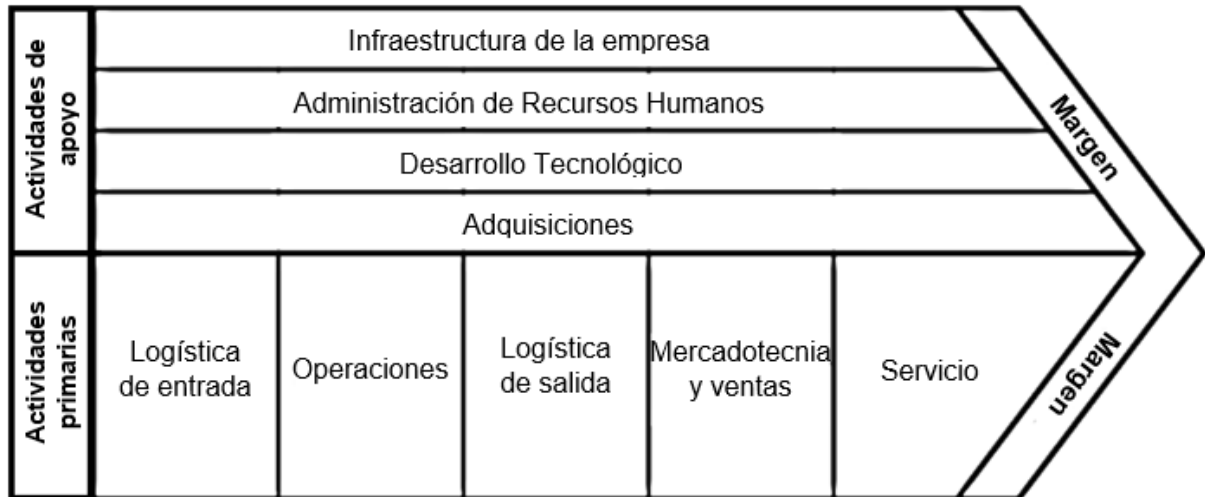 Actividades de
apoyo
Infraestructura de la empresa
Administración de Recursos Humanos
Desarrollo Tecnológico
Adquisiciones
Margen
Actividades
primarias
Logística
de entrada
Operaciones
Logística
de salida
Mercadotecnia
y ventas
Servicio
Margen